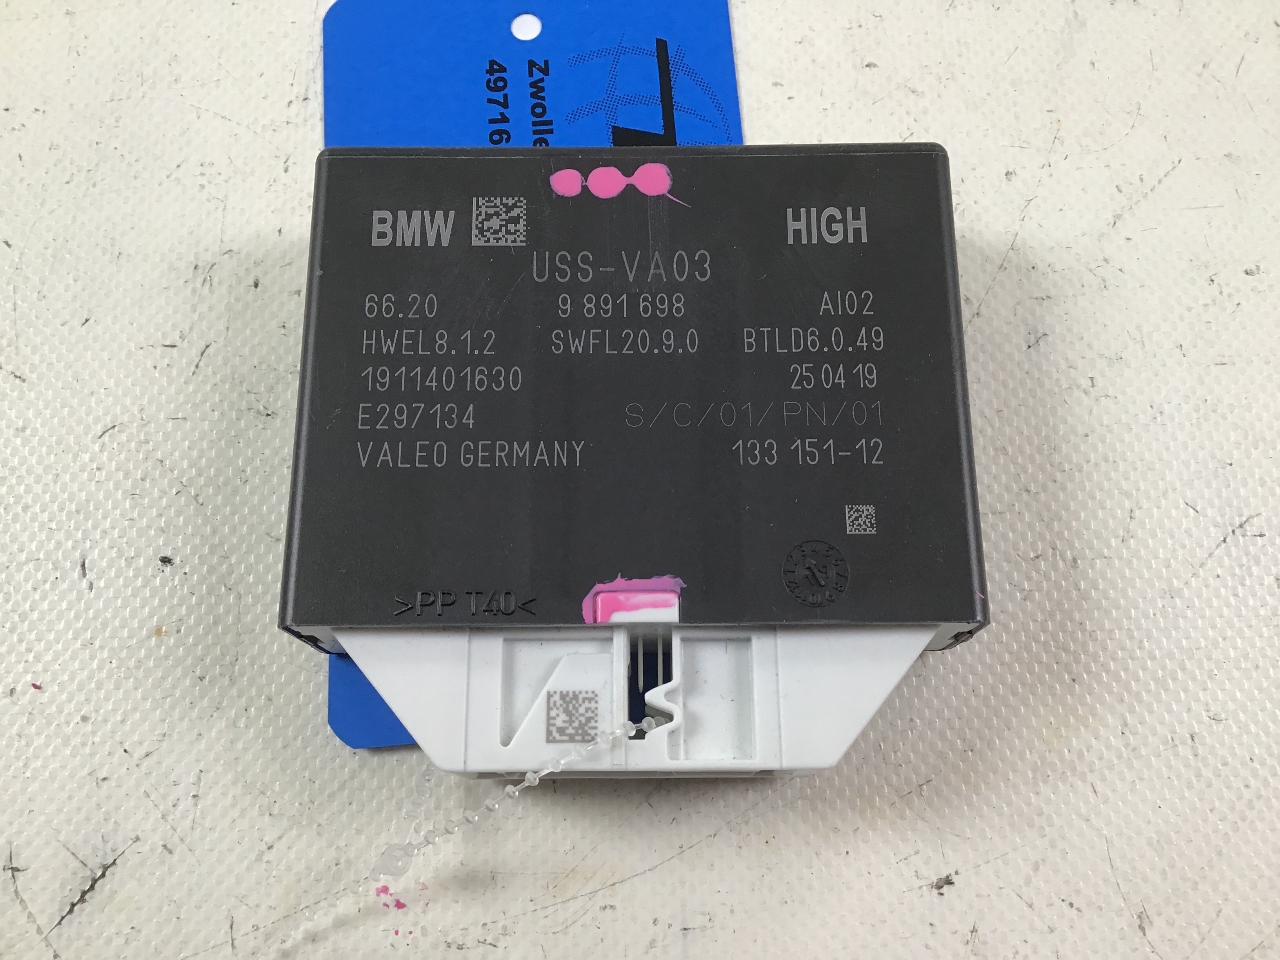 Zwolle
49716
BMW HIGH
USS-VA03
66.20 9 891 698 AI02
HWEL8.1.2 SWFL20.9.0 BTLD6.0.49
1911401630 25 04 19
E297134 S/C/01/PN/01
VALEO GERMANY 133 151-12
>PP T40<